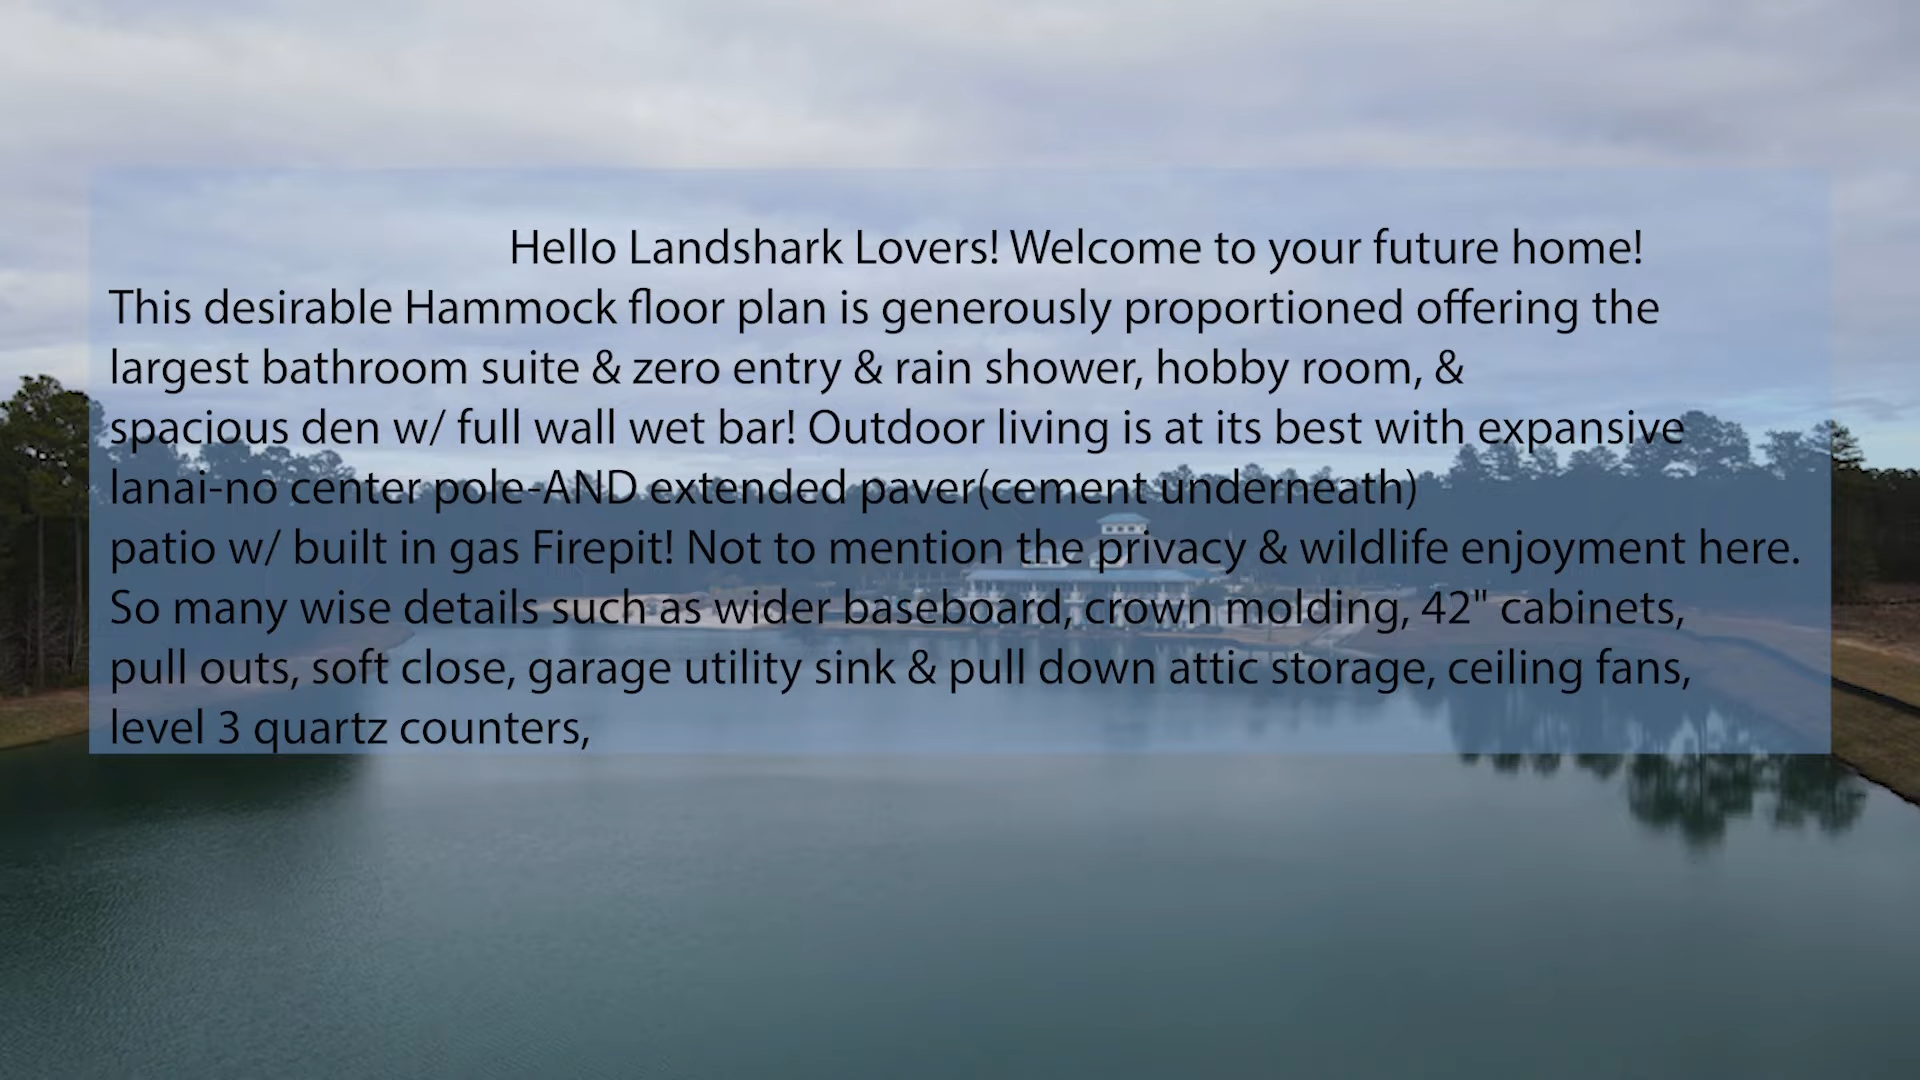 Hello Landshark Lovers! Welcome to your future home!
This desirable Hammock floor plan is generously proportioned offering the
largest bathroom suite & zero entry & rain shower, hobby room, &
spacious den w/ full wall wet bar! Outdoor living is at its best with expansive
lanai-no center pole-AND extended paver(cement underneath)
patio w/ built in gas Firepit! Not to mention the privacy & wildlife enjoyment here.
So many wise details such as wider baseboard, crown molding, 42" cabinets,
pull outs, soft close, garage utility sink & pull down attic storage, ceiling fans,
level 3 quartz counters,